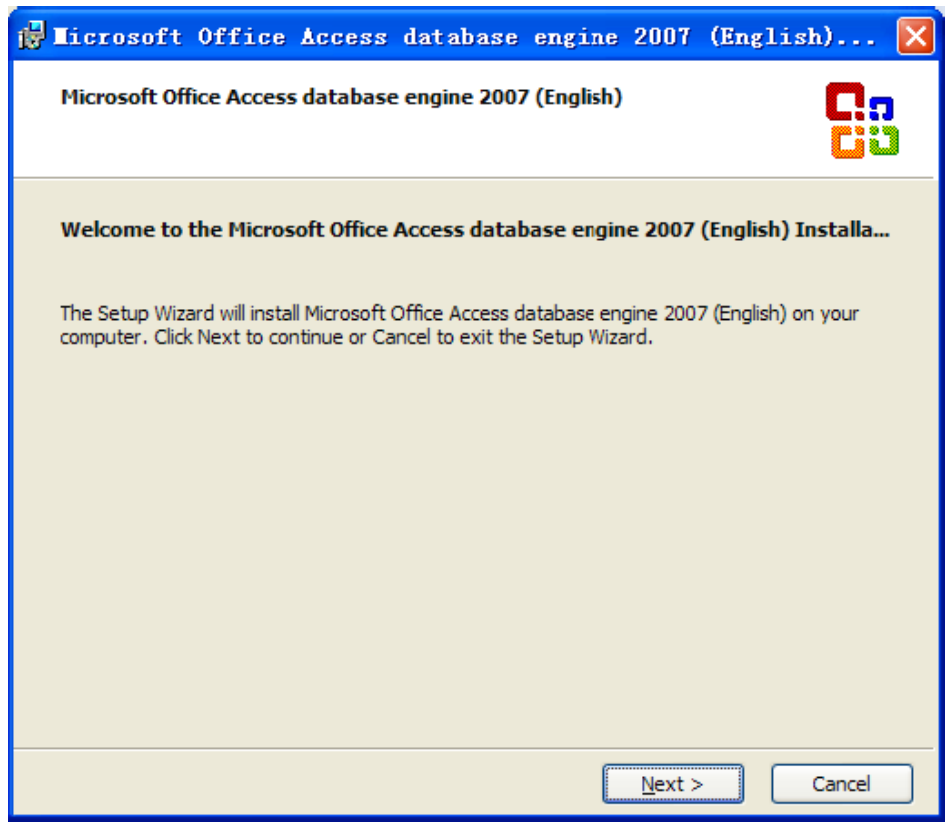 Microsoft Office Access database engine 2007 (English)...
Microsoft Office Access database engine 2007 (English)
Welcome to the Microsoft Office Access database engine 2007 (English) Installa...
The Setup Wizard will install Microsoft Office Access database engine 2007 (English) on your
computer. Click Next to continue or Cancel to exit the Setup Wizard.
Next > Cancel